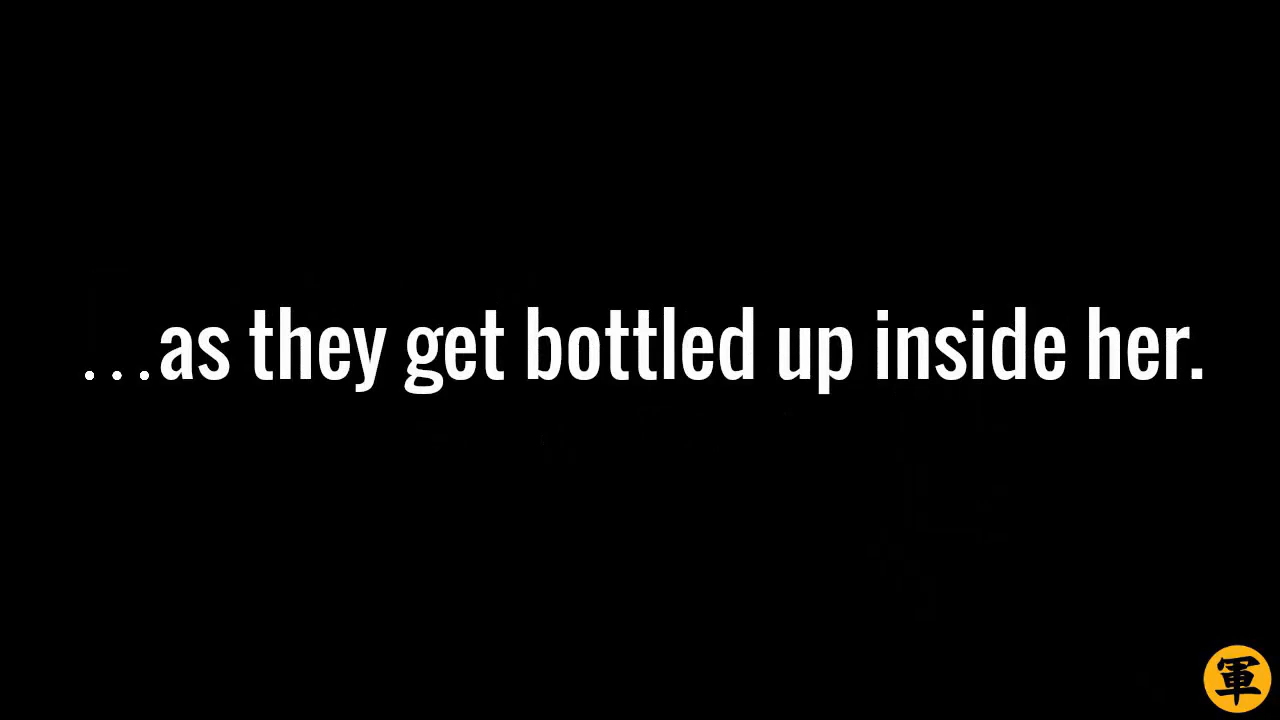 ...as they get bottled up inside her.
軍